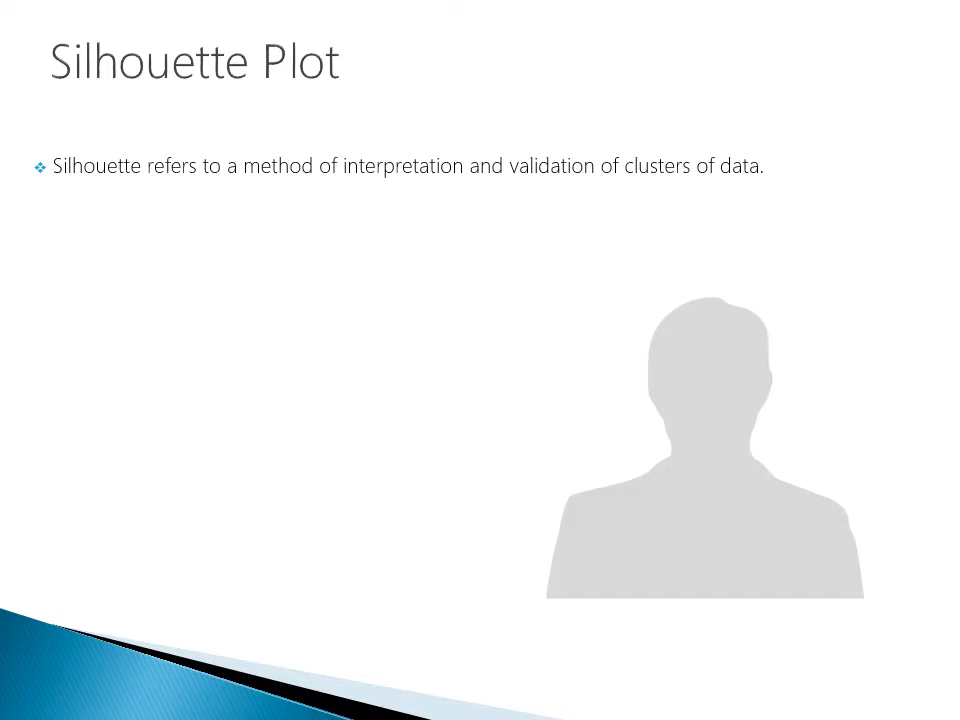 Silhouette Plot
Silhouette refers to a method of interpretation and validation of clusters of data.